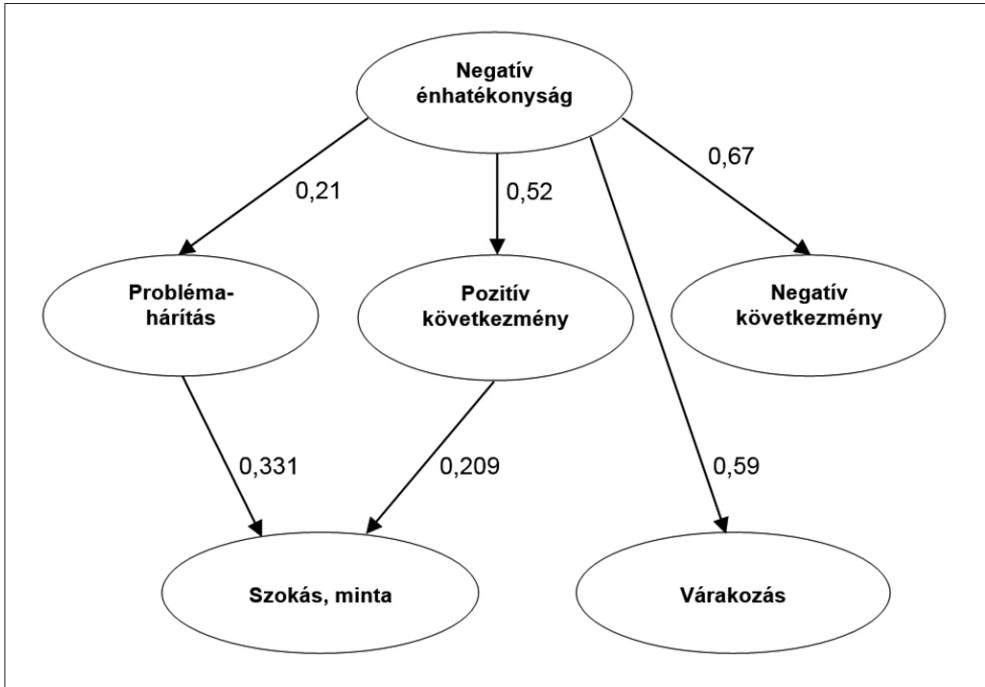 Negatív
énhatékonyság
0,67
0,21
0,52
Probléma-
hárítás
Pozitív
következmény
Negatív
következmény
0,331
0,209
0,59
Szokás, minta
Várakozás